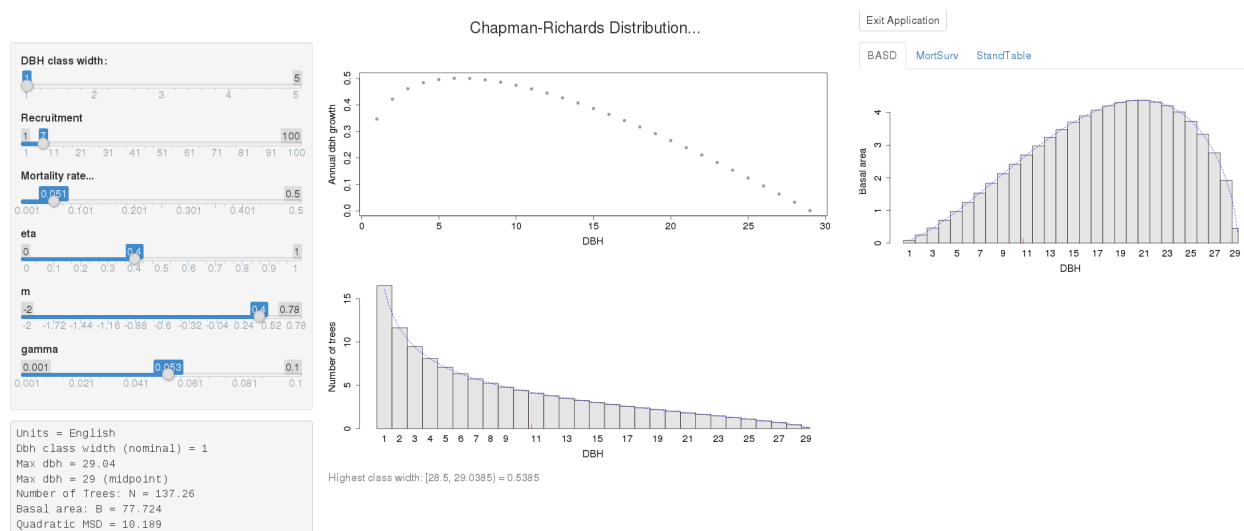 Chapman-Richards Distribution...
DBH class width:
1
5
1 2 3 4 5
Recruitment
1 7 100
1 11 21 31 41 51 61 71 81 91 100
Mortality rate...
0.051 0.5
0.001 0.101 0.201 0.301 0.401 0.5
eta
0 0.4 1
0 0.1 0.2 0.3 0.4 0.5 0.6 0.7 0.8 0.9 1
m
-2 0.4 0.78
-2 -1.72 -1.44 -1.16 -0.88 -0.6 -0.32 -0.04 0.24 0.52 0.78
gamma
0.001 0.053 0.1
0.001 0.021 0.041 0.061 0.081 0.1
Units = English
Dbh class width (nominal) = 1
Max dbh = 29.04
Max dbh = 29 (midpoint)
Number of Trees: N = 137.26
Basal area: B = 77.724
Quadratic MSD = 10.189
Annual dbh growth
0.5
0.4
0.3
0.2
0.1
0.0
0 5 10 15 20 25 30
DBH
Number of trees
15
10
5
0
1 2 3 4 5 6 7 8 9 11 13 15 17 19 21 23 25 27 29
DBH
Highest class width: [28.5, 29.0385) = 0.5385
Exit Application
BASD MortSurv StandTable
Basal area
4
3
2
1
0
1 3 5 7 9 11 13 15 17 19 21 23 25 27 29
DBH